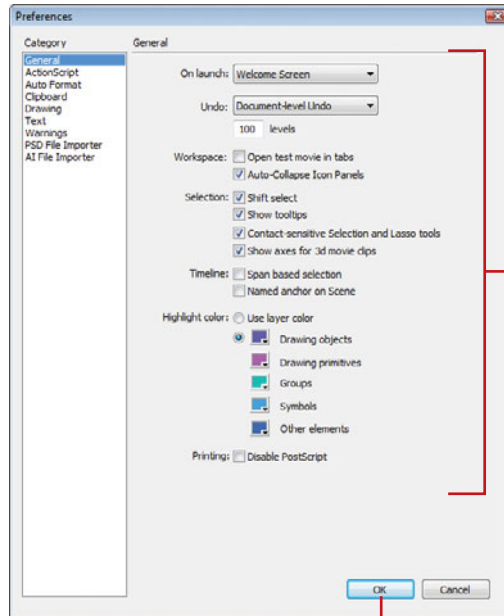 Preferences
Category
General
ActionScript
Auto Format
Clipboard
Drawing
Text
Warnings
PSD File Importer
AI File Importer
General
On launch: Welcome Screen
Undo: Document-level Undo
100 levels
Workspace: Open test movie in tabs
Auto-Collapse Icon Panels
Selection: Shift select
Show tooltips
Contact-sensitive Selection and Lasso tools
Show axes for 3d movie clips
Timeline: Span based selection
Named anchor on Scene
Highlight color: Use layer color
Drawing objects
Drawing primitives
Groups
Symbols
Other elements
Printing: Disable PostScript
OK Cancel